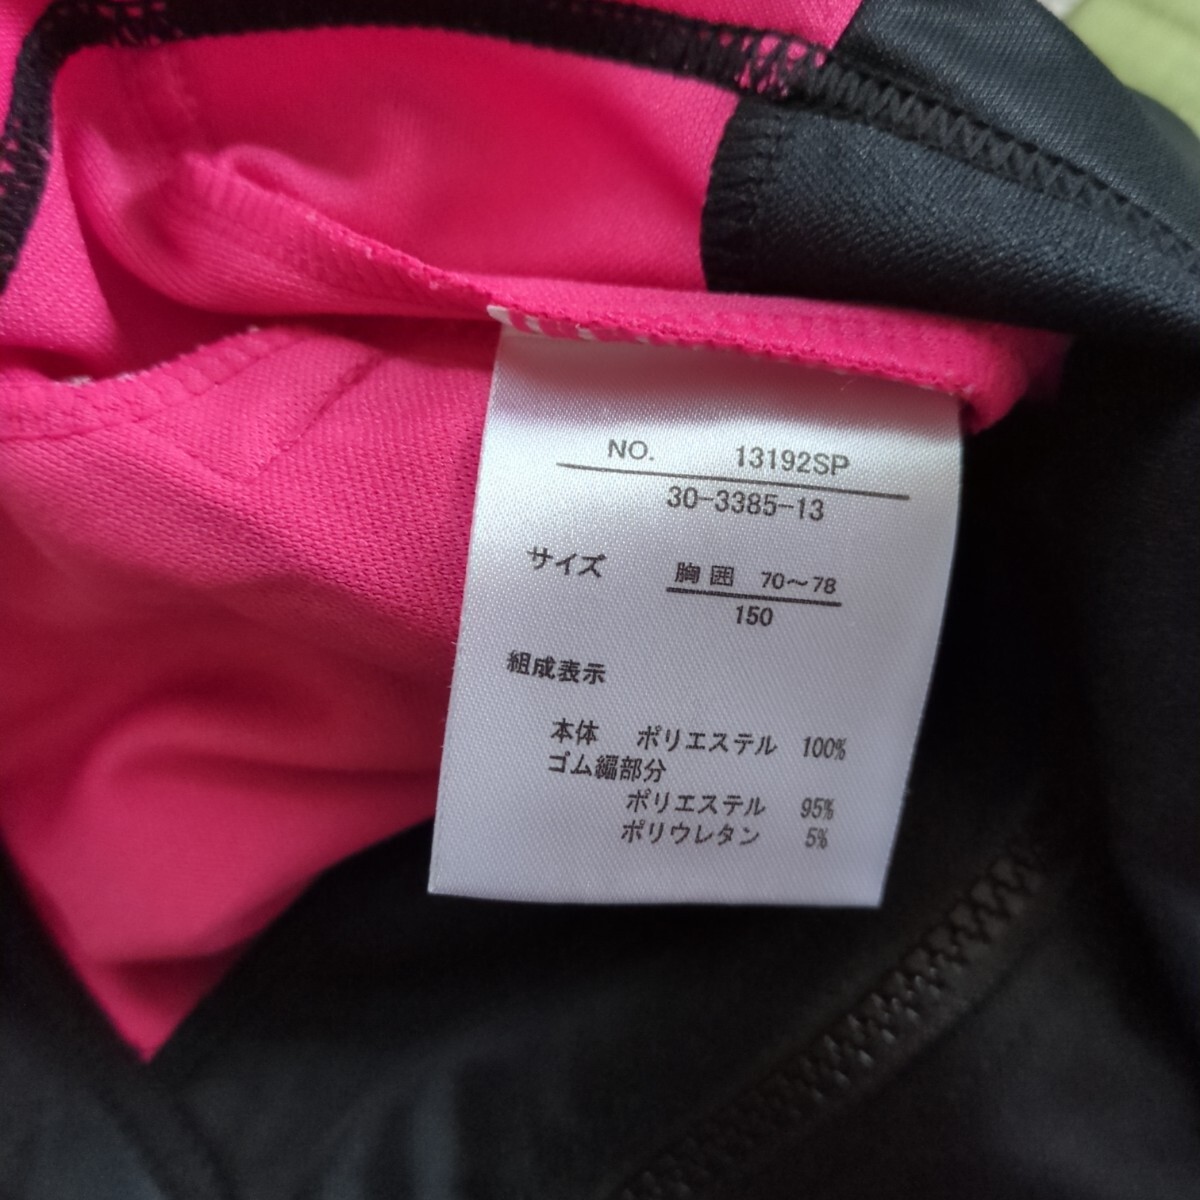 NO. 13192SP
30-3385-13
サイズ 胸囲 70～78
150
組成表示
本体 ポリエステル 100%
ゴム編部分
ポリエステル 95%
ポリウレタン 5%